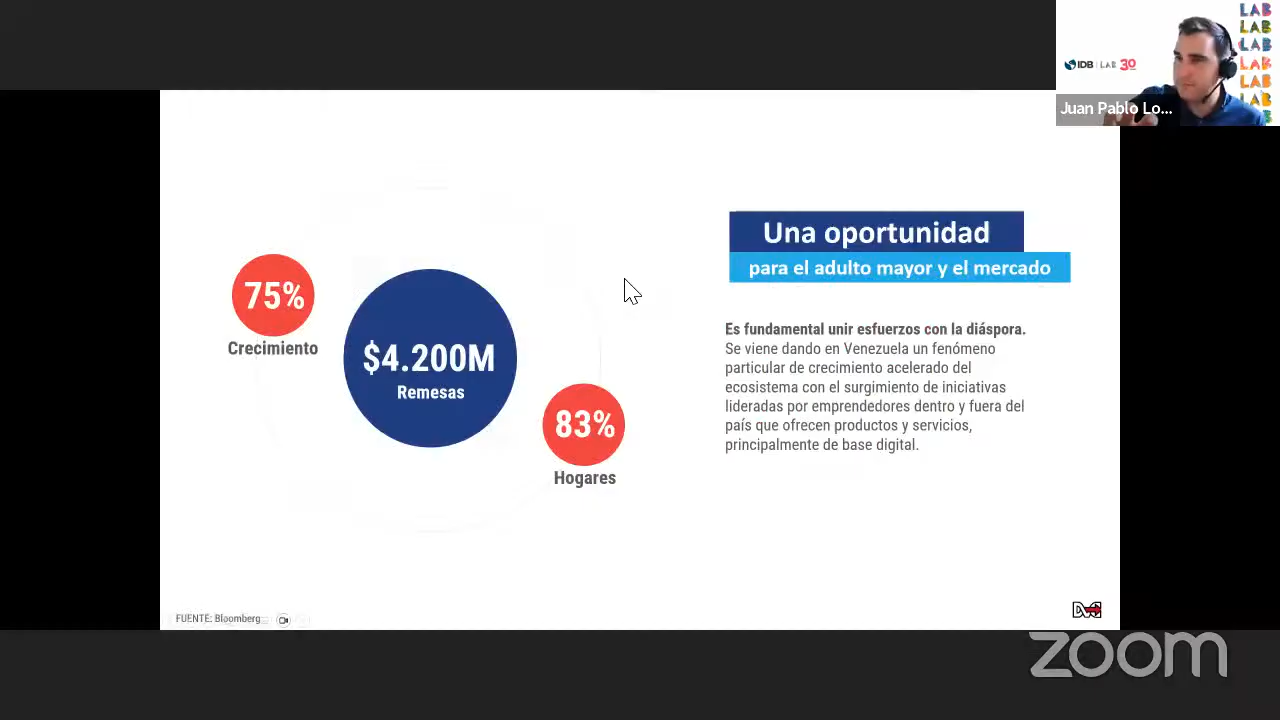 LAB
LAB
LAB
LAB
LAB
LAB
IDB | LAB 30
Juan Pablo Lo...
Una oportunidad
para el adulto mayor y el mercado
75%
Crecimiento
$4.200M
Remesas
83%
Hogares
Es fundamental unir esfuerzos con la diáspora.
Se viene dando en Venezuela un fenómeno
particular de crecimiento acelerado del
ecosistema con el surgimiento de iniciativas
lideradas por emprendedores dentro y fuera del
país que ofrecen productos y servicios,
principalmente de base digital.
FUENTE: Bloomberg
zoom